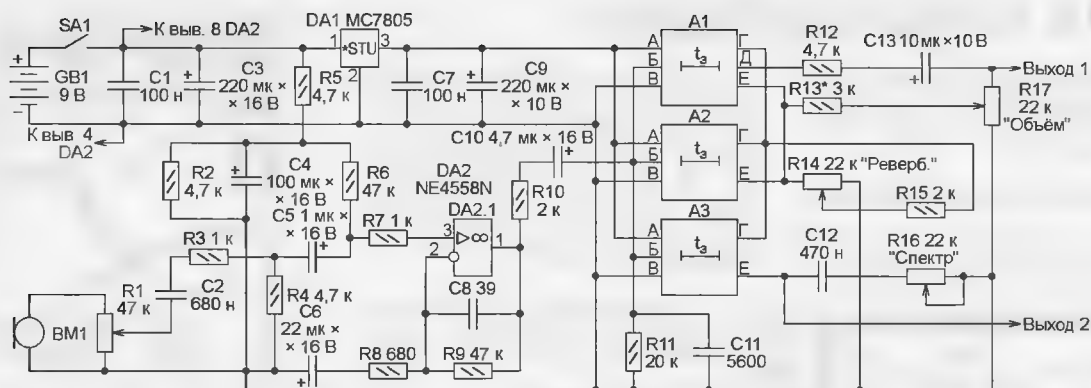 SA1
К выв. 8 DA2
DA1 MC7805
1
*STU
3
2
+
GB1
9 В
C1
100 н
+
C3
220 мк ×
× 16 В
R5
4,7 к
C7
100 н
+
C9
220 мк ×
× 10 В
К выв. 4
DA2
R2
4,7 к
+
C4
100 мк ×
× 16 В
C5 1 мк ×
× 16 В
+
R6
47 к
R7 1 к
C10 4,7 мк × 16 В
+
DA2
NE4558N
DA2.1
3
2
▷∞
1
R10
2 к
R3 1 к
R1
47 к
C2
680 н
BM1
R4 4,7 к
C6
22 мк ×
× 16 В
+
R8 680
C8 39
R9 47 к
R11
20 к
C11
5600
A1
А
Б
В
tз
Г
Д
Е
A2
А
Б
В
tз
Г
Е
A3
А
Б
В
tз
Г
Е
R12
4,7 к
C13 10 мк × 10 В
+
Выход 1
R13* 3 к
R17
22 к
"Объём"
R14 22 к "Реверб."
R15 2 к
C12
470 н
R16 22 к
"Спектр"
Выход 2